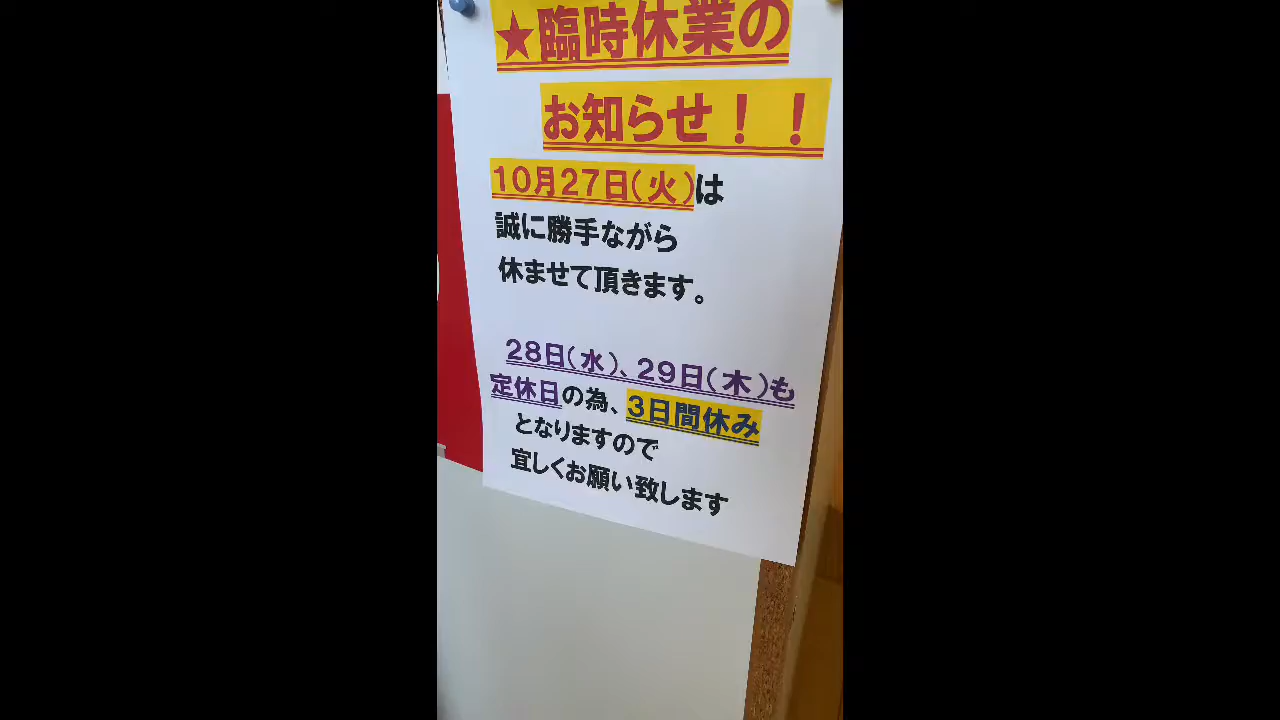 ★臨時休業の
お知らせ！！
10月27日(火)は
誠に勝手ながら
休ませて頂きます。
28日(水)、29日(木)も
定休日の為、3日間休み
となりますので
宜しくお願い致します